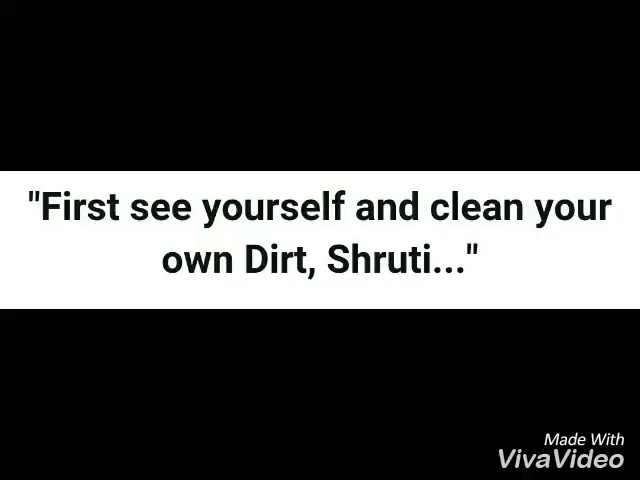 "First see yourself and clean your
own Dirt, Shruti..."
Made With
VivaVideo